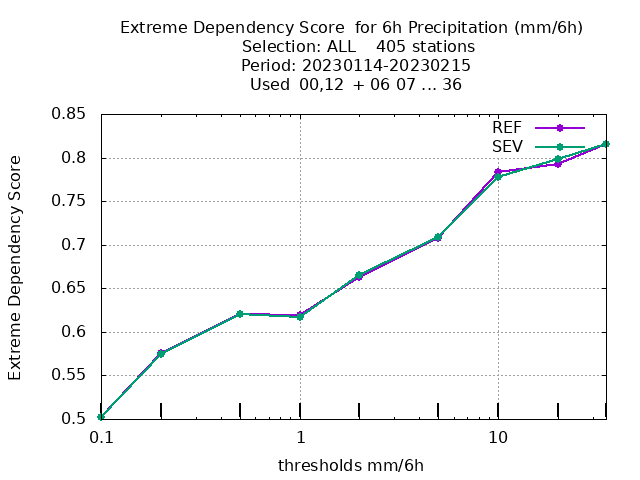 Extreme Dependency Score  for 6h Precipitation (mm/6h)
Selection: ALL    405 stations
Period: 20230114-20230215
Used  00,12  + 06 07 ... 36
REF
SEV
0.85
0.8
0.75
0.7
0.65
0.6
0.55
0.5
Extreme Dependency Score
0.1
1
10
thresholds mm/6h